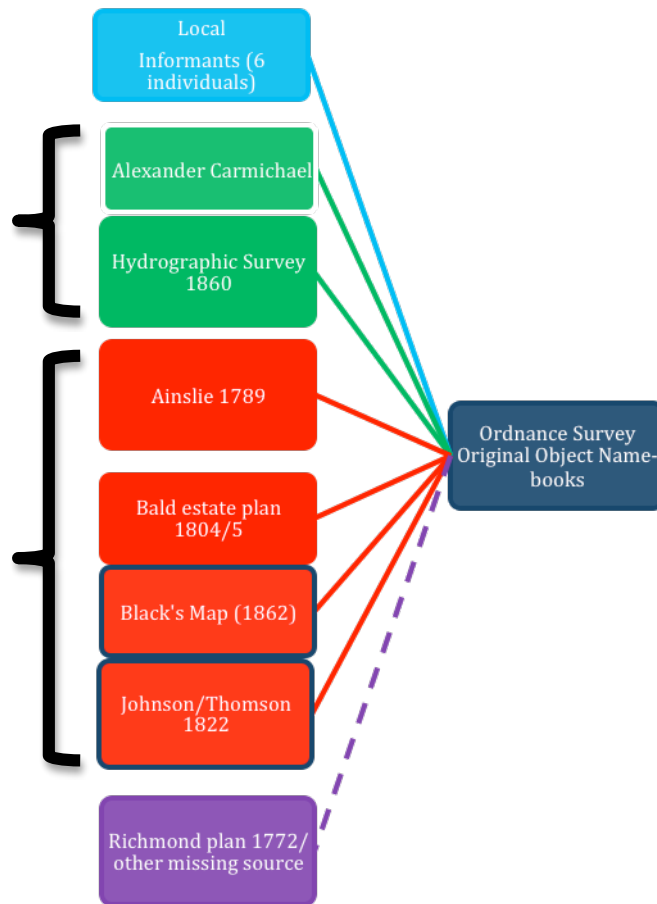 Local
Informants (6
individuals)
Alexander Carmichael
Hydrographic Survey
1860
Ainslie 1789
Bald estate plan
1804/5
Black's Map (1862)
Johnson/Thomson
1822
Richmond plan 1772/
other missing source
Ordnance Survey
Original Object Name-
books